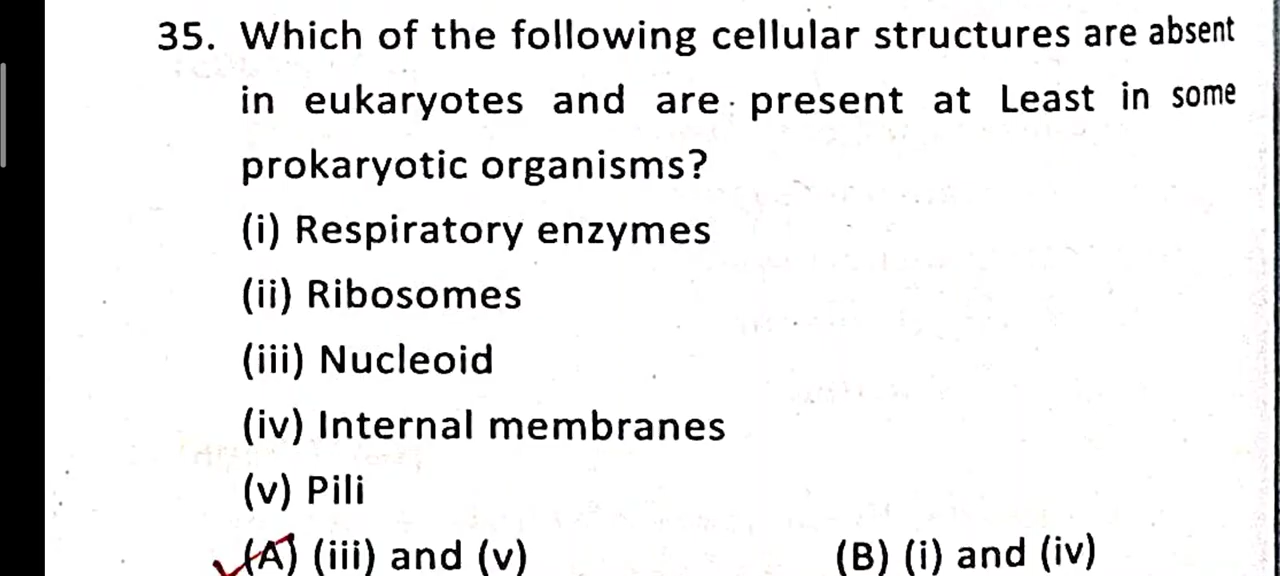 35. Which of the following cellular structures are absent
in eukaryotes and are present at Least in some
prokaryotic organisms?
(i) Respiratory enzymes
(ii) Ribosomes
(iii) Nucleoid
(iv) Internal membranes
(v) Pili
(A) (iii) and (v) (B) (i) and (iv)